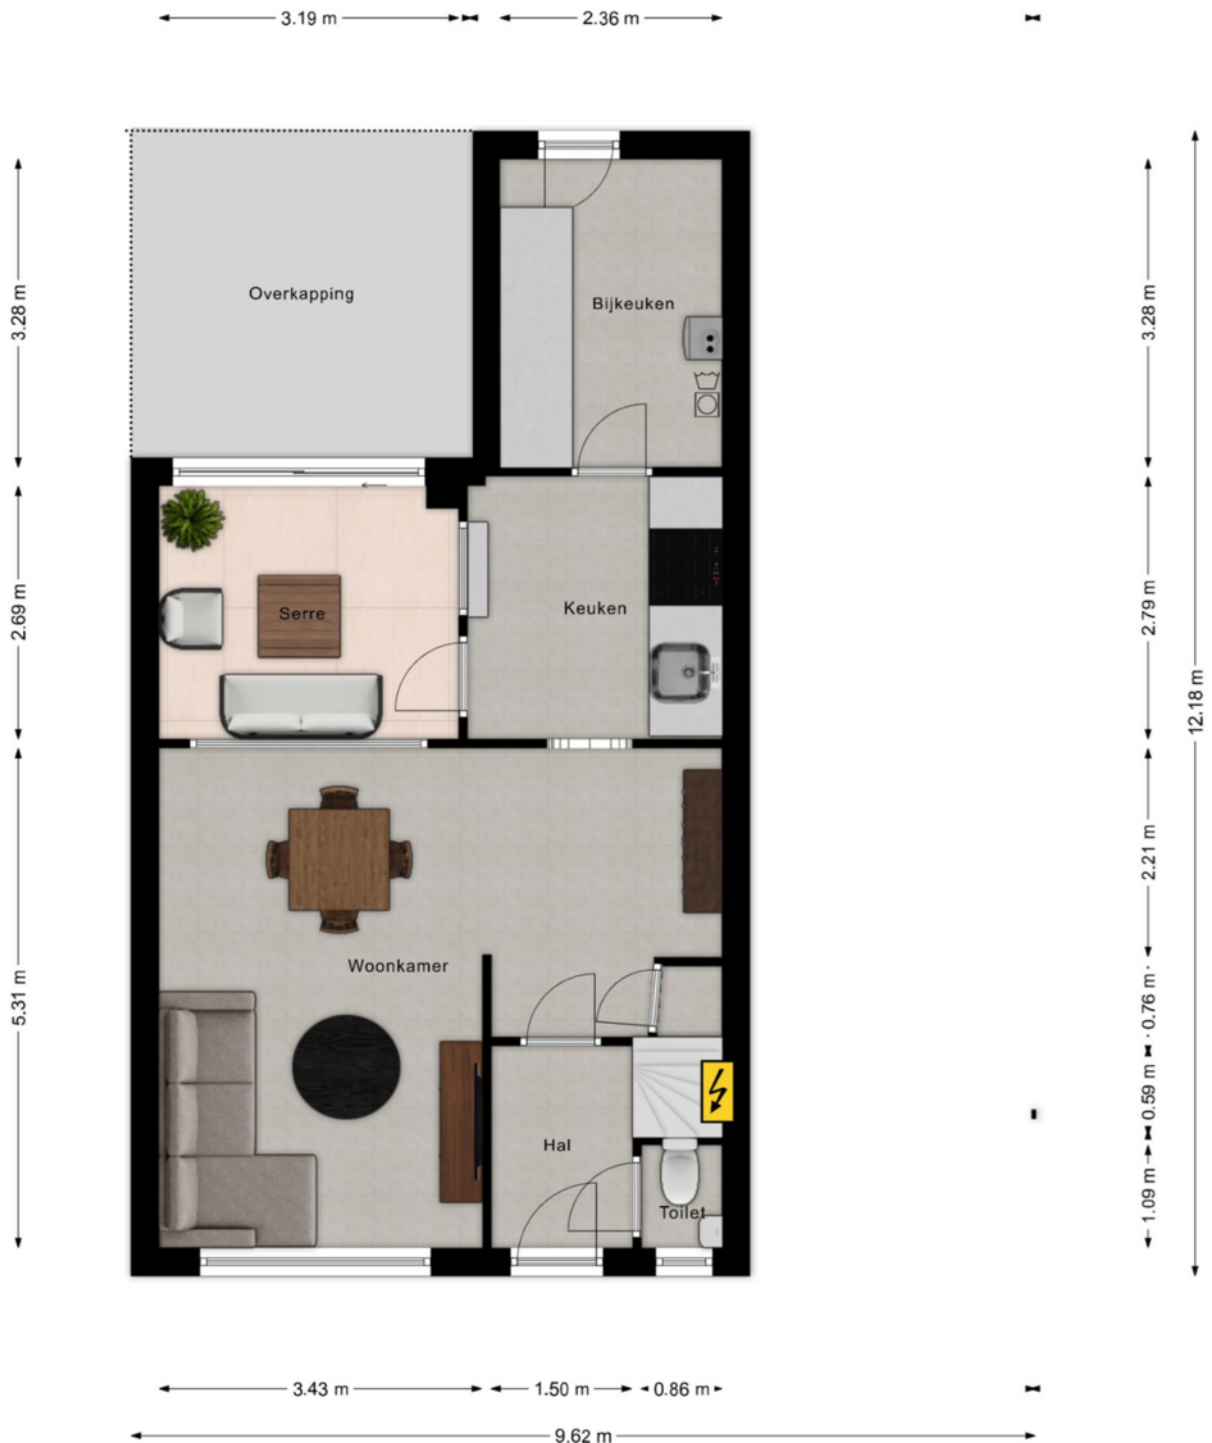 3.19 m
2.36 m
Overkapping
Bijkeuken
3.28 m
3.28 m
Serre
Keuken
2.69 m
2.79 m
12.18 m
2.21 m
Woonkamer
5.31 m
0.76 m
0.59 m
Hal
Toilet
1.09 m
3.43 m
1.50 m
0.86 m
9.62 m